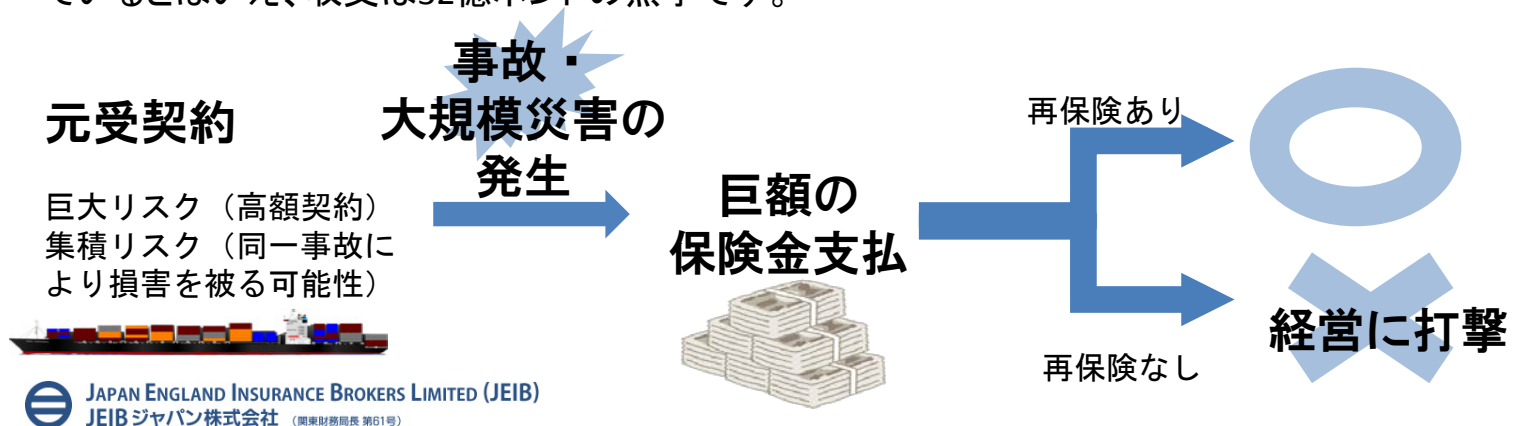 事故・
大規模災害の
発生
元受契約
巨大リスク（高額契約）
集積リスク（同一事故に
より損害を被る可能性）
巨額の
保険金支払
再保険あり
再保険なし
経営に打撃
JAPAN ENGLAND INSURANCE BROKERS LIMITED (JEIB)
JEIBジャパン株式会社 （関東財務局長 第61号）